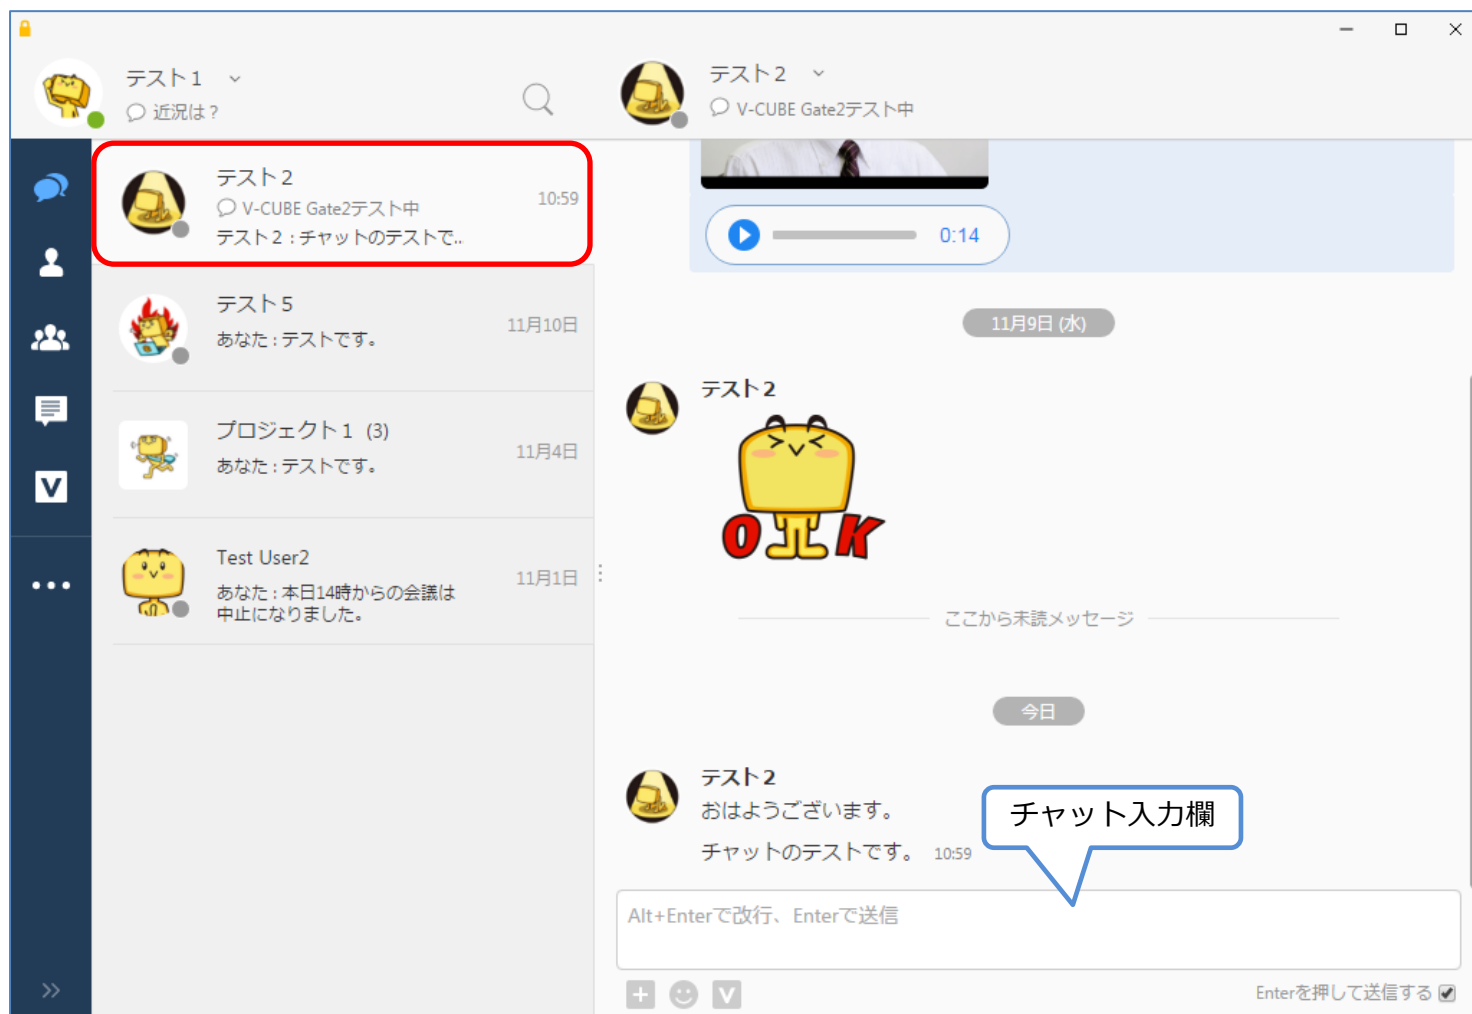 テスト1
近況は？
テスト2
V-CUBE Gate2テスト中
テスト2
V-CUBE Gate2テスト中
テスト2：チャットのテストで..
10:59
テスト5
あなた：テストです。
11月10日
プロジェクト1 (3)
あなた：テストです。
11月4日
Test User2
あなた：本日14時からの会議は
中止になりました。
11月1日
V
0:14
11月9日 (水)
テスト2
OK
ここから未読メッセージ
今日
テスト2
おはようございます。
チャットのテストです。 10:59
チャット入力欄
Alt+Enterで改行、Enterで送信
V
Enterを押して送信する